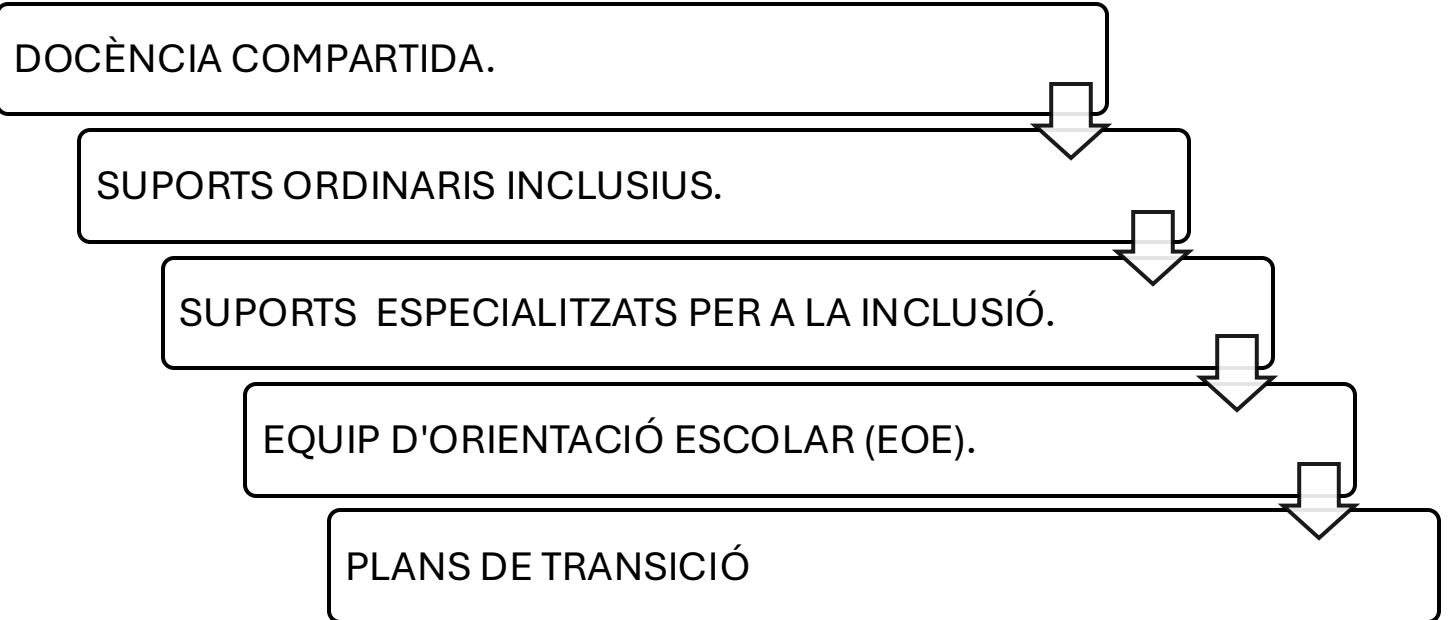 DOCÈNCIA COMPARTIDA.
SUPORTS ORDINARIS INCLUSIUS.
SUPORTS  ESPECIALITZATS PER A LA INCLUSIÓ.
EQUIP D'ORIENTACIÓ ESCOLAR (EOE).
PLANS DE TRANSICIÓ